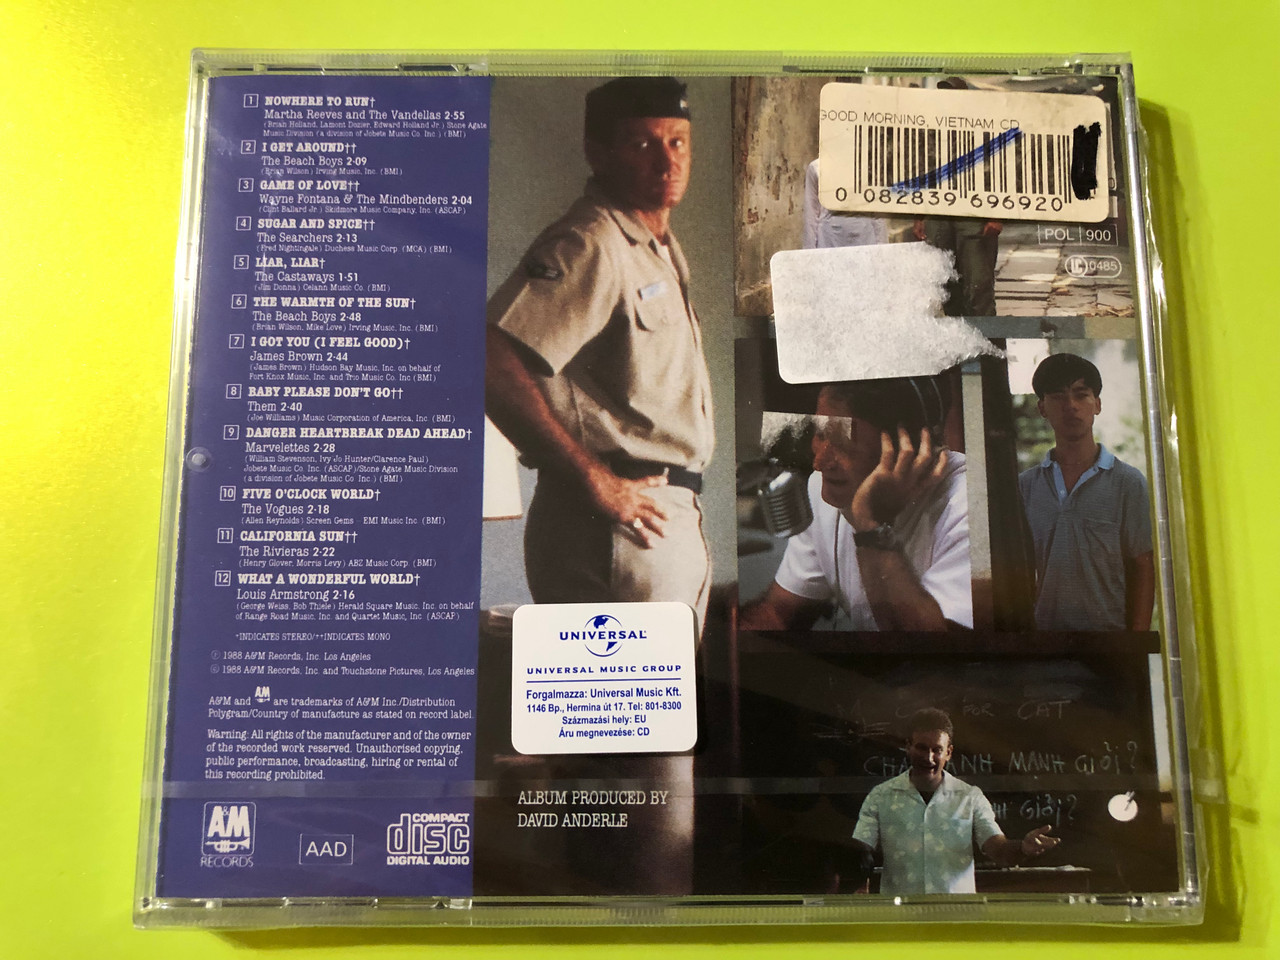 1 NOWHERE TO RUN†
Martha Reeves and The Vandellas 2·55
(Brian Holland, Lamont Dozier, Edward Holland Jr.) Stone Agate
Music Division (a division of Jobete Music Co. Inc.) (BMI)
2 I GET AROUND††
The Beach Boys 2·09
(Brian Wilson) Irving Music, Inc. (BMI)
3 GAME OF LOVE††
Wayne Fontana & The Mindbenders 2·04
(Clint Ballard Jr.) Skidmore Music Company, Inc. (ASCAP)
4 SUGAR AND SPICE††
The Searchers 2·13
(Fred Nightingale) Duchess Music Corp. (MCA) (BMI)
5 LIAR, LIAR†
The Castaways 1·51
(Jim Donna) Celann Music Co. (BMI)
6 THE WARMTH OF THE SUN†
The Beach Boys 2·48
(Brian Wilson, Mike Love) Irving Music, Inc. (BMI)
7 I GOT YOU (I FEEL GOOD)†
James Brown 2·44
(James Brown) Hudson Bay Music, Inc. on behalf of
Fort Knox Music, Inc. and Trio Music Co. Inc (BMI)
8 BABY PLEASE DON'T GO††
Them 2·40
(Joe Williams) Music Corporation of America, Inc. (BMI)
9 DANGER HEARTBREAK DEAD AHEAD†
Marvelettes 2·28
(William Stevenson, Ivy Jo Hunter/Clarence Paul)
Jobete Music Co. Inc. (ASCAP)/Stone Agate Music Division
(a division of Jobete Music Co. Inc.) (BMI)
10 FIVE O'CLOCK WORLD†
The Vogues 2·18
(Allen Reynolds) Screen Gems - EMI Music Inc. (BMI)
11 CALIFORNIA SUN††
The Rivieras 2·22
(Henry Glover, Morris Levy) ABZ Music Corp. (BMI)
12 WHAT A WONDERFUL WORLD†
Louis Armstrong 2·16
(George Weiss, Bob Thiele) Herald Square Music, Inc. on behalf
of Range Road Music, Inc. and Quartet Music, Inc (ASCAP)
†INDICATES STEREO/††INDICATES MONO
℗ 1988 A&M Records, Inc. Los Angeles
© 1988 A&M Records, Inc. and Touchstone Pictures, Los Angeles
A&M and A&M are trademarks of A&M Inc./Distribution
Polygram/Country of manufacture as stated on record label.
Warning: All rights of the manufacturer and of the owner
of the recorded work reserved. Unauthorised copying,
public performance, broadcasting, hiring or rental of
this recording prohibited.
A&M
RECORDS
AAD
COMPACT
disc
DIGITAL AUDIO
GOOD MORNING, VIETNAM CD
0 082839 696920
POL 900
LC 0485
UNIVERSAL
UNIVERSAL MUSIC GROUP
Forgalmazza: Universal Music Kft.
1146 Bp., Hermina út 17. Tel: 801-8300
Származási hely: EU
Áru megnevezése: CD
ALBUM PRODUCED BY
DAVID ANDERLE
FOR CAT
MẠNH GIỎI?
GIỎI?